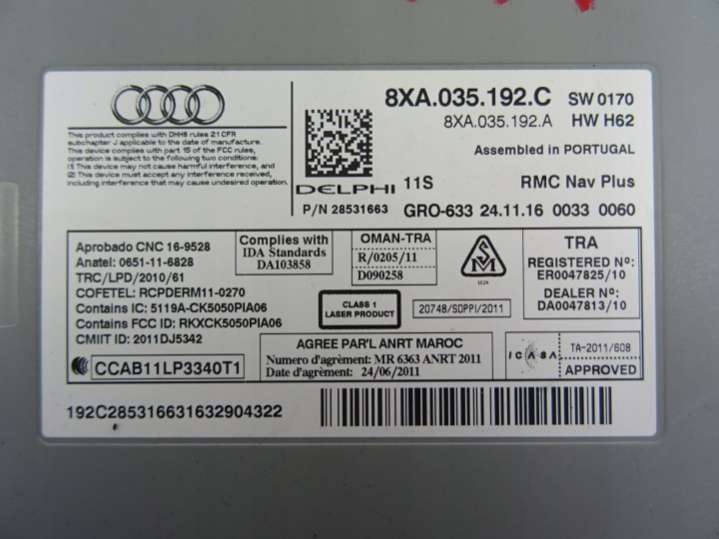 8XA.035.192.C SW 0170
8XA.035.192.A HW H62
Assembled in PORTUGAL
This product complies with DHHS rules 21 CFR
subchapter J applicable to the date of manufacture.
This device complies with part 15 of the FCC rules,
operation is subject to the following two conditions:
(1) This device may not cause harmful interference, and
(2) This device must accept any interference received,
including interference that may cause undesired operation.
DELPHI 11S RMC Nav Plus
P/N 28531663 GRO-633 24.11.16 0033 0060
Aprobado CNC 16-9528
Anatel: 0651-11-6828
TRC/LPD/2010/61
COFETEL: RCPDERM11-0270
Contains IC: 5119A-CK5050PIA06
Contains FCC ID: RKXCK5050PIA06
CMIIT ID: 2011DJ5342
CCAB11LP3340T1
Complies with
IDA Standards
DA103858
OMAN-TRA
R/0205/11
D090258
CLASS 1
LASER PRODUCT
20748/SDPPI/2011
TRA
REGISTERED Nº:
ER0047825/10
DEALER Nº:
DA0047813/10
AGREE PAR'L ANRT MAROC
Numero d'agrèment: MR 6363 ANRT 2011
Date d'agrèment: 24/06/2011
ICASA TA-2011/608
APPROVED
192C285316631632904322